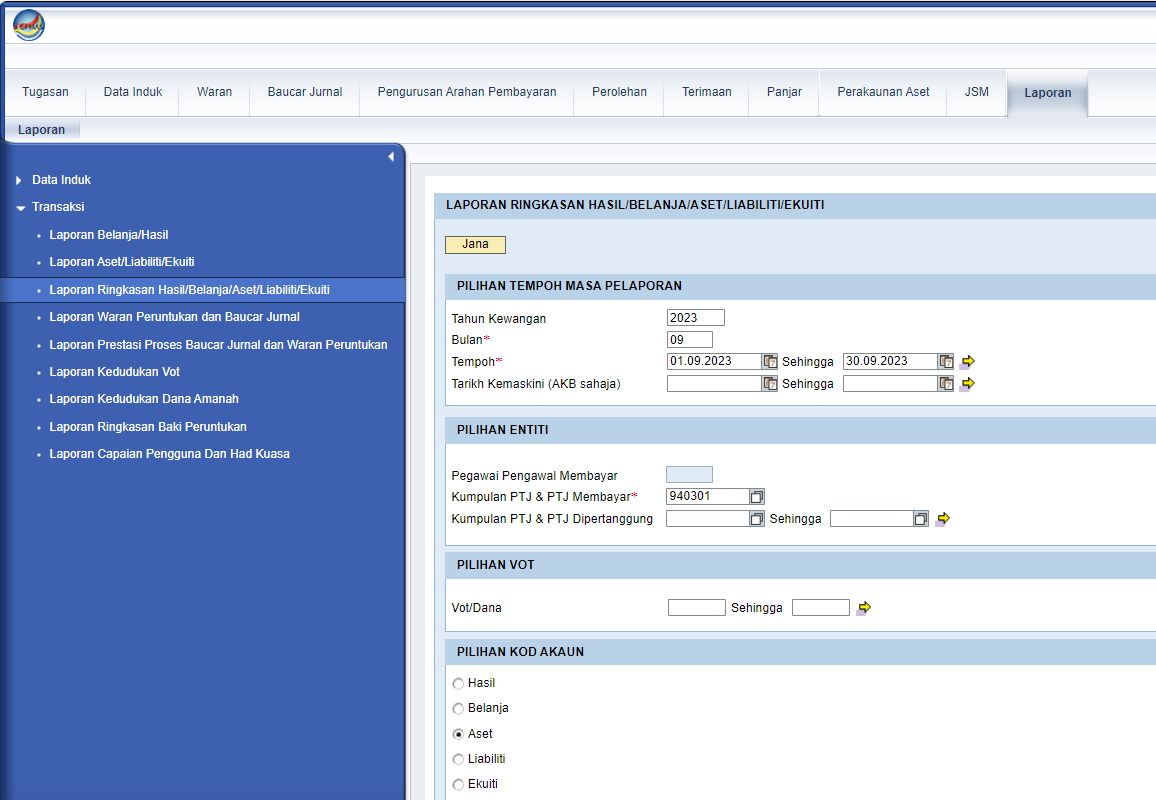 Tugasan Data Induk Waran Baucar Jurnal Pengurusan Arahan Pembayaran Perolehan Terimaan Panjar Perakaunan Aset JSM Laporan
Laporan
Data Induk
Transaksi
Laporan Belanja/Hasil
Laporan Aset/Liabiliti/Ekuiti
Laporan Ringkasan Hasil/Belanja/Aset/Liabiliti/Ekuiti
Laporan Waran Peruntukan dan Baucar Jurnal
Laporan Prestasi Proses Baucar Jurnal dan Waran Peruntukan
Laporan Kedudukan Vot
Laporan Kedudukan Dana Amanah
Laporan Ringkasan Baki Peruntukan
Laporan Capaian Pengguna Dan Had Kuasa
LAPORAN RINGKASAN HASIL/BELANJA/ASET/LIABILITI/EKUITI
Jana
PILIHAN TEMPOH MASA PELAPORAN
Tahun Kewangan 2023
Bulan* 09
Tempoh* 01.09.2023 Sehingga 30.09.2023
Tarikh Kemaskini (AKB sahaja) Sehingga
PILIHAN ENTITI
Pegawai Pengawal Membayar
Kumpulan PTJ & PTJ Membayar* 940301
Kumpulan PTJ & PTJ Dipertanggung Sehingga
PILIHAN VOT
Vot/Dana Sehingga
PILIHAN KOD AKAUN
Hasil
Belanja
Aset
Liabiliti
Ekuiti